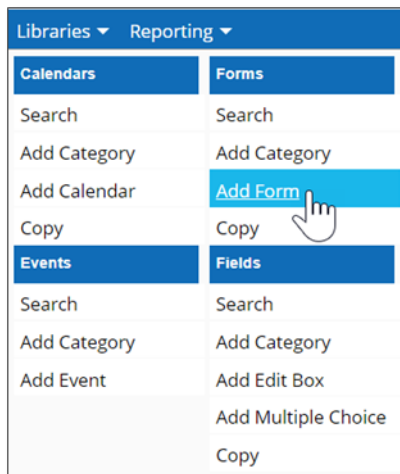 Libraries Reporting
Calendars
Search
Add Category
Add Calendar
Copy
Forms
Search
Add Category
Add Form
Copy
Events
Search
Add Category
Add Event
Fields
Search
Add Category
Add Edit Box
Add Multiple Choice
Copy